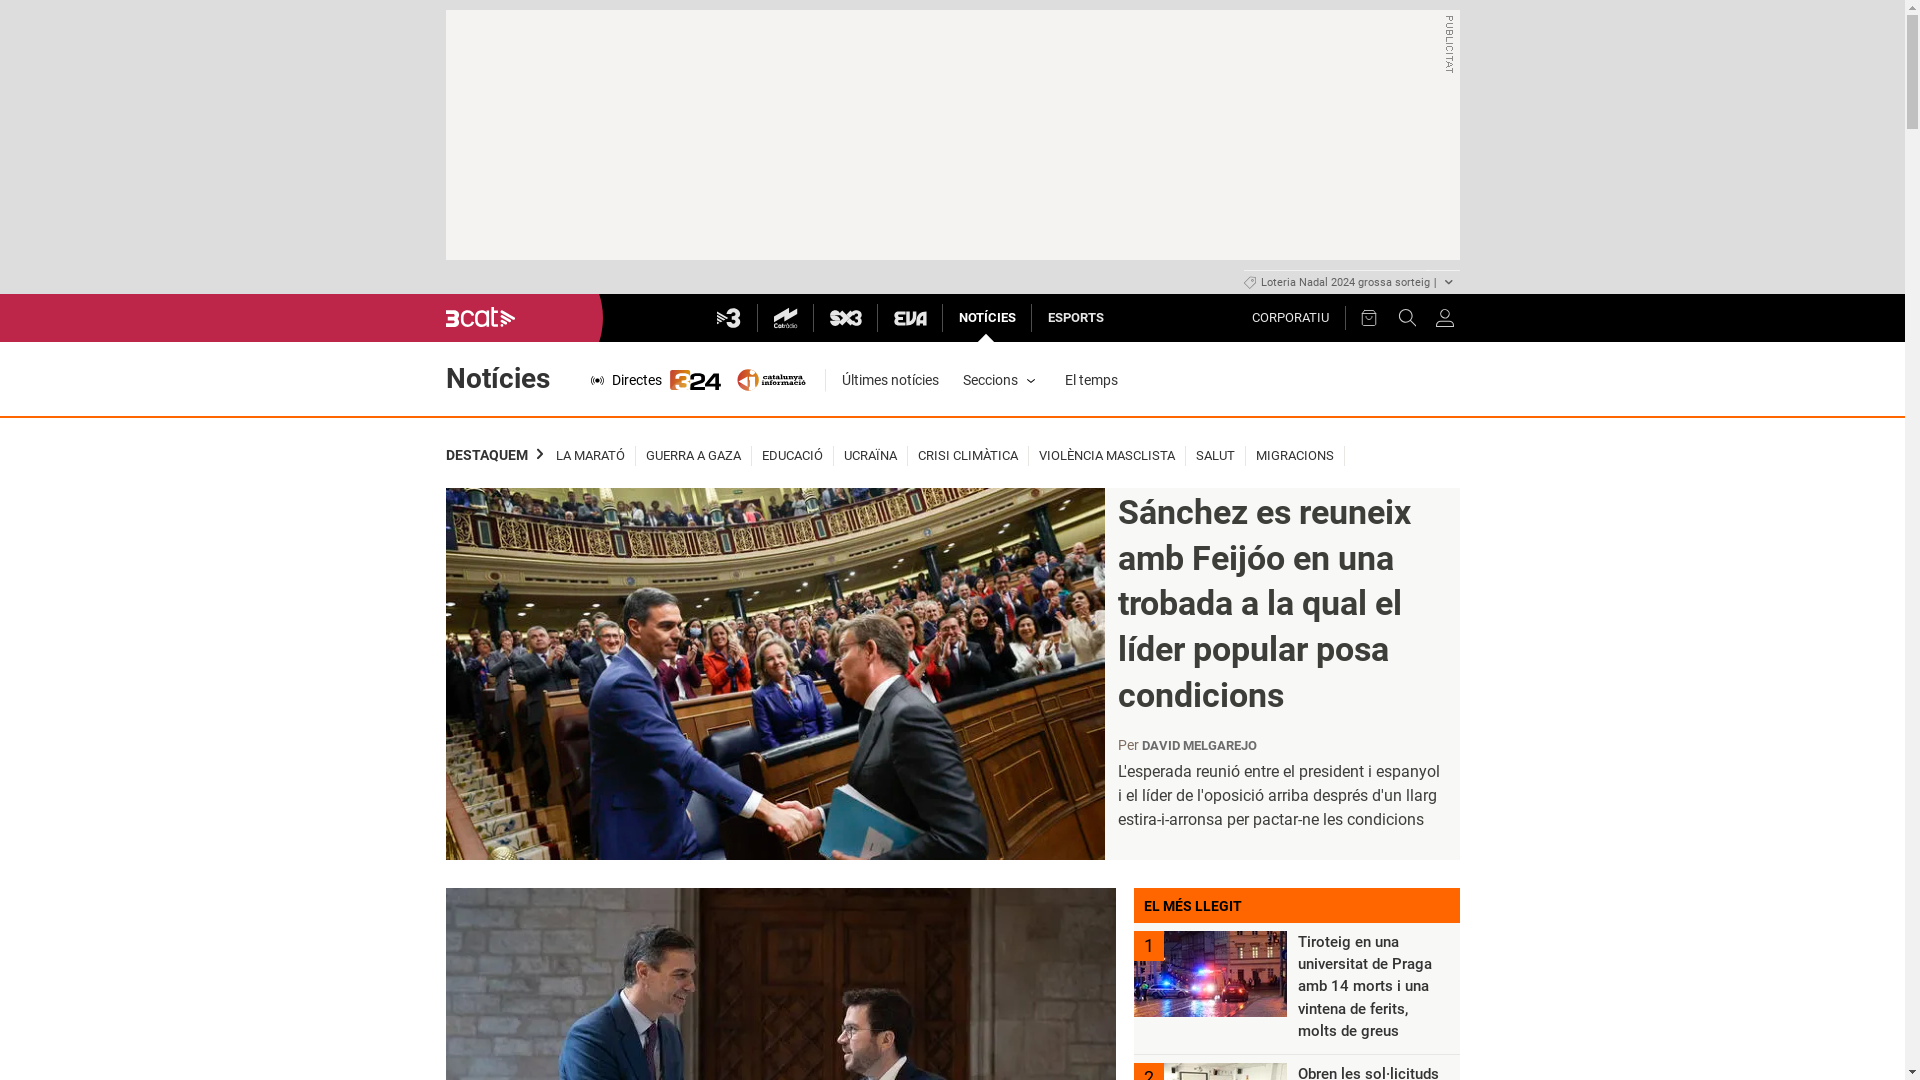 PUBLICITAT
Loteria Nadal 2024 grossa sorteig |
3cat
3
Catràdio
SX3
EVA
NOTÍCIES
ESPORTS
CORPORATIU
Notícies
Directes
324
catalunya
informació
Últimes notícies
Seccions
El temps
DESTAQUEM
LA MARATÓ
GUERRA A GAZA
EDUCACIÓ
UCRAÏNA
CRISI CLIMÀTICA
VIOLÈNCIA MASCLISTA
SALUT
MIGRACIONS
Sánchez es reuneix
amb Feijóo en una
trobada a la qual el
líder popular posa
condicions
Per DAVID MELGAREJO
L'esperada reunió entre el president i espanyol
i el líder de l'oposició arriba després d'un llarg
estira-i-arronsa per pactar-ne les condicions
EL MÉS LLEGIT
1
Tiroteig en una
universitat de Praga
amb 14 morts i una
vintena de ferits,
molts de greus
2
Obren les sol·licituds